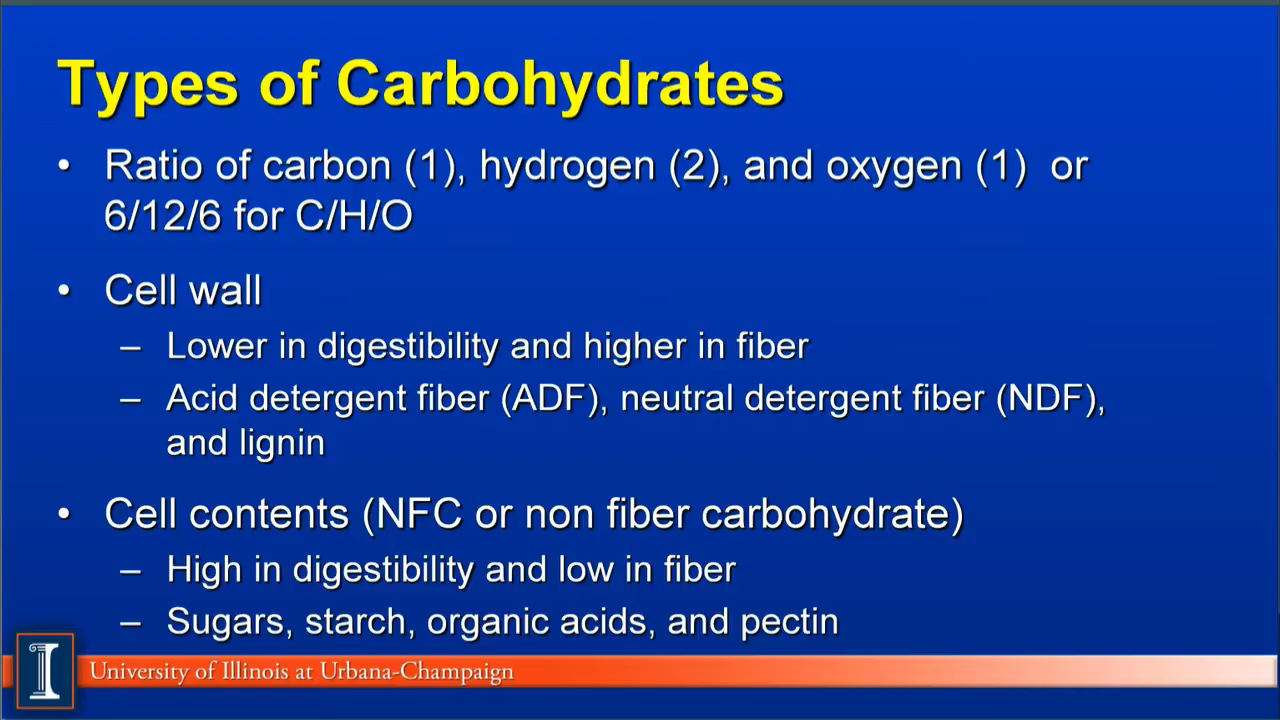 Types of Carbohydrates
• Ratio of carbon (1), hydrogen (2), and oxygen (1) or
6/12/6 for C/H/O
• Cell wall
– Lower in digestibility and higher in fiber
– Acid detergent fiber (ADF), neutral detergent fiber (NDF),
and lignin
• Cell contents (NFC or non fiber carbohydrate)
– High in digestibility and low in fiber
– Sugars, starch, organic acids, and pectin
I
University of Illinois at Urbana-Champaign